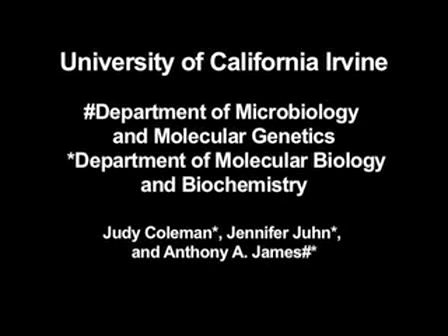 University of California Irvine
#Department of Microbiology
and Molecular Genetics
*Department of Molecular Biology
and Biochemistry
Judy Coleman*, Jennifer Juhn*,
and Anthony A. James#*